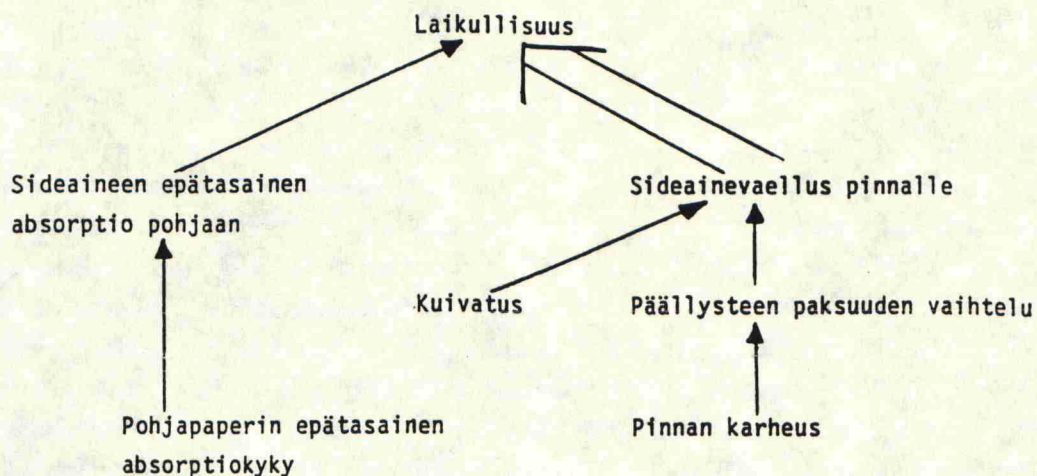 Laikullisuus
Sideaineen epätasainen
absorptio pohjaan
Sideainevaellus pinnalle
Kuivatus
Päällysteen paksuuden vaihtelu
Pohjapaperin epätasainen
absorptiokyky
Pinnan karheus